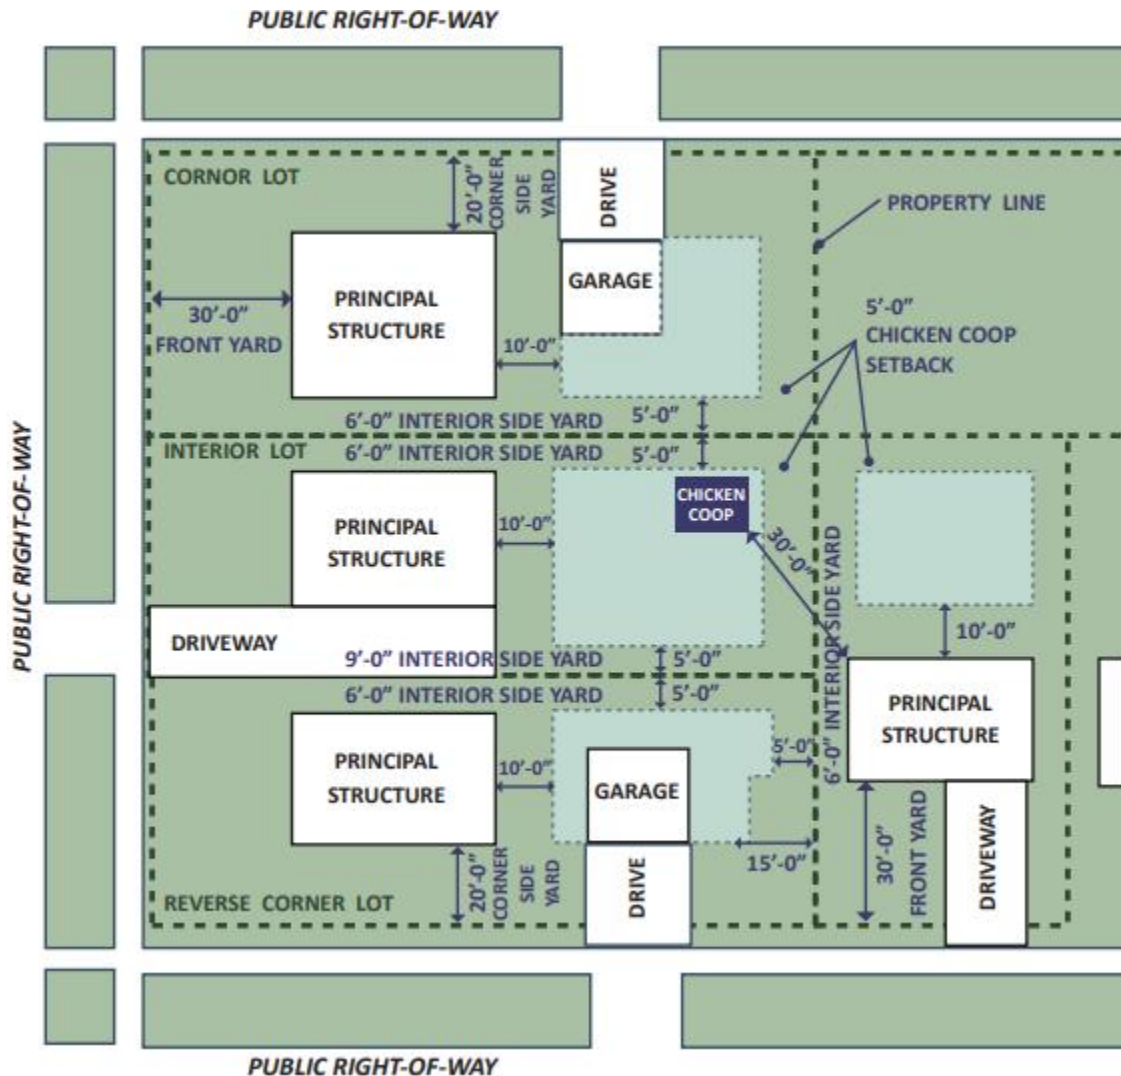 PUBLIC RIGHT-OF-WAY
CORNOR LOT
20'-0"
CORNER
SIDE
YARD
DRIVE
PROPERTY LINE
GARAGE
PRINCIPAL
STRUCTURE
30'-0"
FRONT YARD
5'-0"
CHICKEN COOP
SETBACK
10'-0"
6'-0" INTERIOR SIDE YARD
5'-0"
PUBLIC RIGHT-OF- WAY
INTERIOR LOT
6'-0" INTERIOR SIDE YARD
5'-0"
CHICKEN
COOP
PRINCIPAL
STRUCTURE
10'-0"
30'-0"
6'-0" INTERIOR SIDE YARD
10'-0"
DRIVEWAY
9'-0" INTERIOR SIDE YARD
5'-0"
6'-0" INTERIOR SIDE YARD
5'-0"
PRINCIPAL
STRUCTURE
PRINCIPAL
STRUCTURE
10'-0"
GARAGE
5'-0"
15'-0"
30'-0"
FRONT YARD
DRIVEWAY
REVERSE CORNER LOT
20'-0"
CORNER
SIDE
YARD
DRIVE
PUBLIC RIGHT-OF-WAY